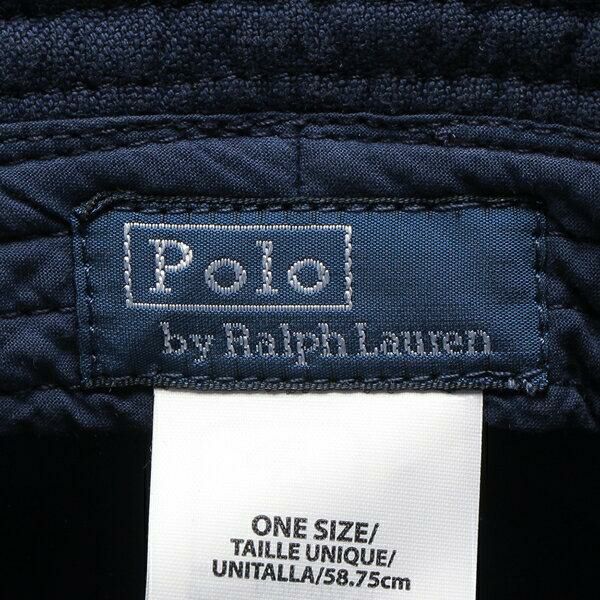 Polo
by Ralph Lauren
ONE SIZE/
TAILLE UNIQUE/
UNITALLA/58.75cm